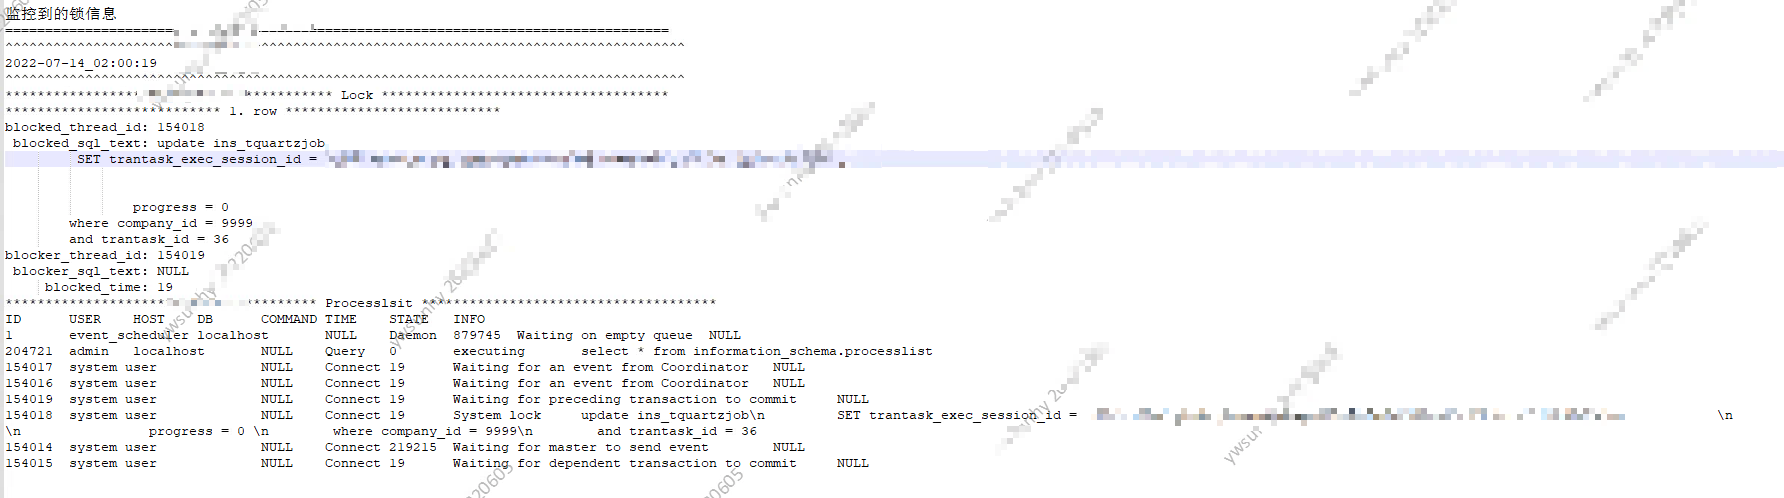 监控到的锁信息
===================== ============================================
^^^^^^^^^^^^^^^^^^^^^ ^^^^^^^^^^^^^^^^^^^^^^^^^^^^^^^^^^^^^^^^^^^^^^^^^^^^^
2022-07-14_02:00:19
^^^^^^^^^^^^^^^^^^^^^^^^^^^^^^^^^^^^^^^^^^^^^^^^^^^^^^^^^^^^^^^^^^^^^^^^^^^^^^^^^^^^^
***************** *********** Lock ************************************
*************************** 1. row ***************************
blocked_thread_id: 154018
blocked_sql_text: update ins_tquartzjob
SET trantask_exec_session_id =
progress = 0
where company_id = 9999
and trantask_id = 36
blocker_thread_id: 154019
blocker_sql_text: NULL
blocked_time: 19
******************** ********* Processlsit *************************************
ID USER HOST DB COMMAND TIME STATE INFO
1 event_scheduler localhost NULL Daemon 879745 Waiting on empty queue NULL
204721 admin localhost NULL Query 0 executing select * from information_schema.processlist
154017 system user NULL Connect 19 Waiting for an event from Coordinator NULL
154016 system user NULL Connect 19 Waiting for an event from Coordinator NULL
154019 system user NULL Connect 19 Waiting for preceding transaction to commit NULL
154018 system user NULL Connect 19 System lock update ins_tquartzjob\n SET trantask_exec_session_id = \n
\n progress = 0 \n where company_id = 9999\n and trantask_id = 36
154014 system user NULL Connect 219215 Waiting for master to send event NULL
154015 system user NULL Connect 19 Waiting for dependent transaction to commit NULL